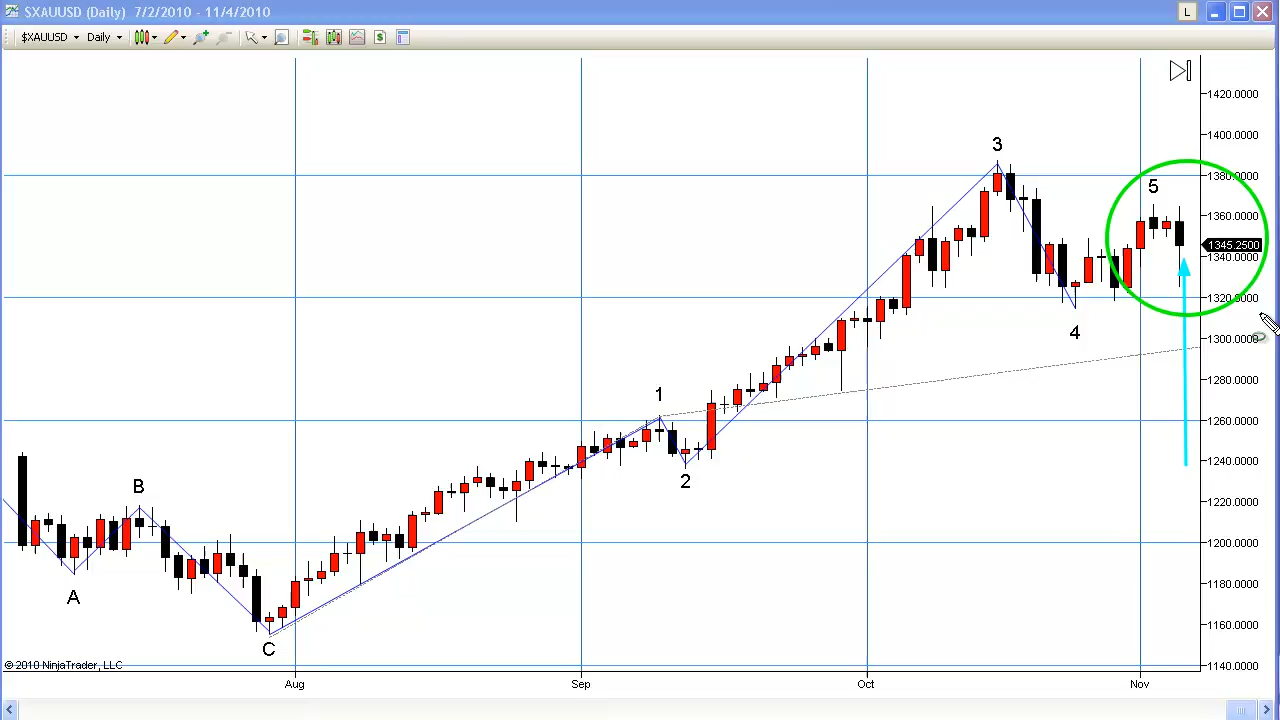 $XAUUSD (Daily)  7/2/2010 - 11/4/2010
L
$XAUUSD Daily
$
1420.0000
1400.0000
3
1380.0000
5
1360.0000
1345.2500
1340.0000
1320.0000
4
1300.0000
1280.0000
1
1260.0000
1240.0000
2
B
1220.0000
1200.0000
1180.0000
A
1160.0000
C
© 2010 NinjaTrader, LLC
1140.0000
Aug Sep Oct Nov